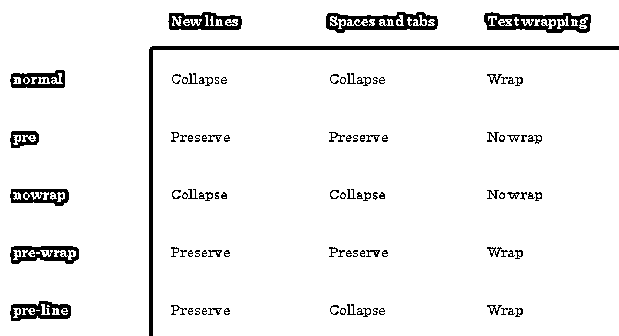 New lines Spaces and tabs Text wrapping
normal Collapse Collapse Wrap
pre Preserve Preserve No wrap
nowrap Collapse Collapse No wrap
pre-wrap Preserve Preserve Wrap
pre-line Preserve Collapse Wrap